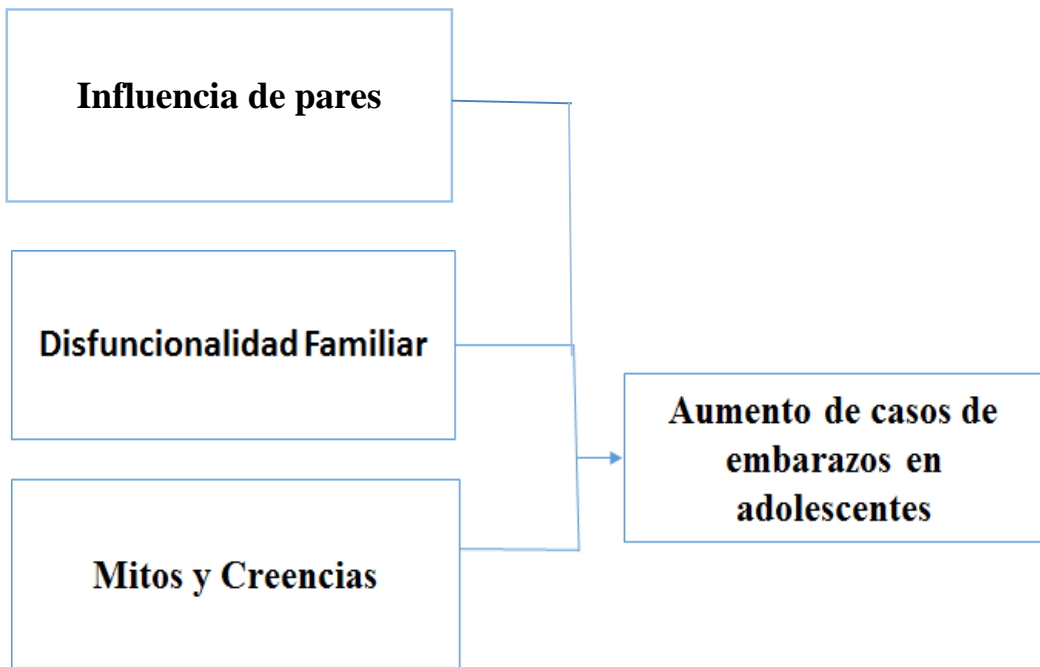 Influencia de pares
Disfuncionalidad Familiar
Mitos y Creencias
Aumento de casos de
embarazos en
adolescentes